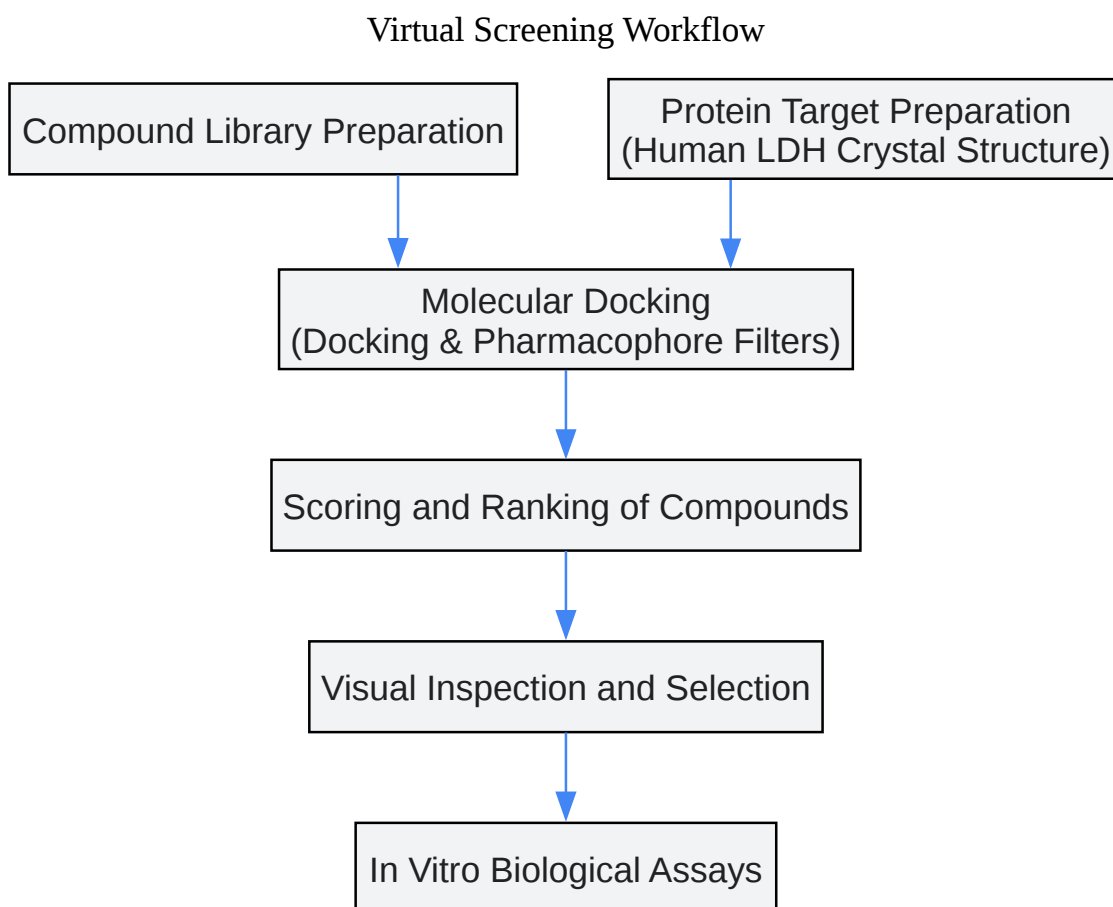 Virtual Screening Workflow
Compound Library Preparation
Protein Target Preparation
(Human LDH Crystal Structure)
Molecular Docking
(Docking & Pharmacophore Filters)
Scoring and Ranking of Compounds
Visual Inspection and Selection
In Vitro Biological Assays